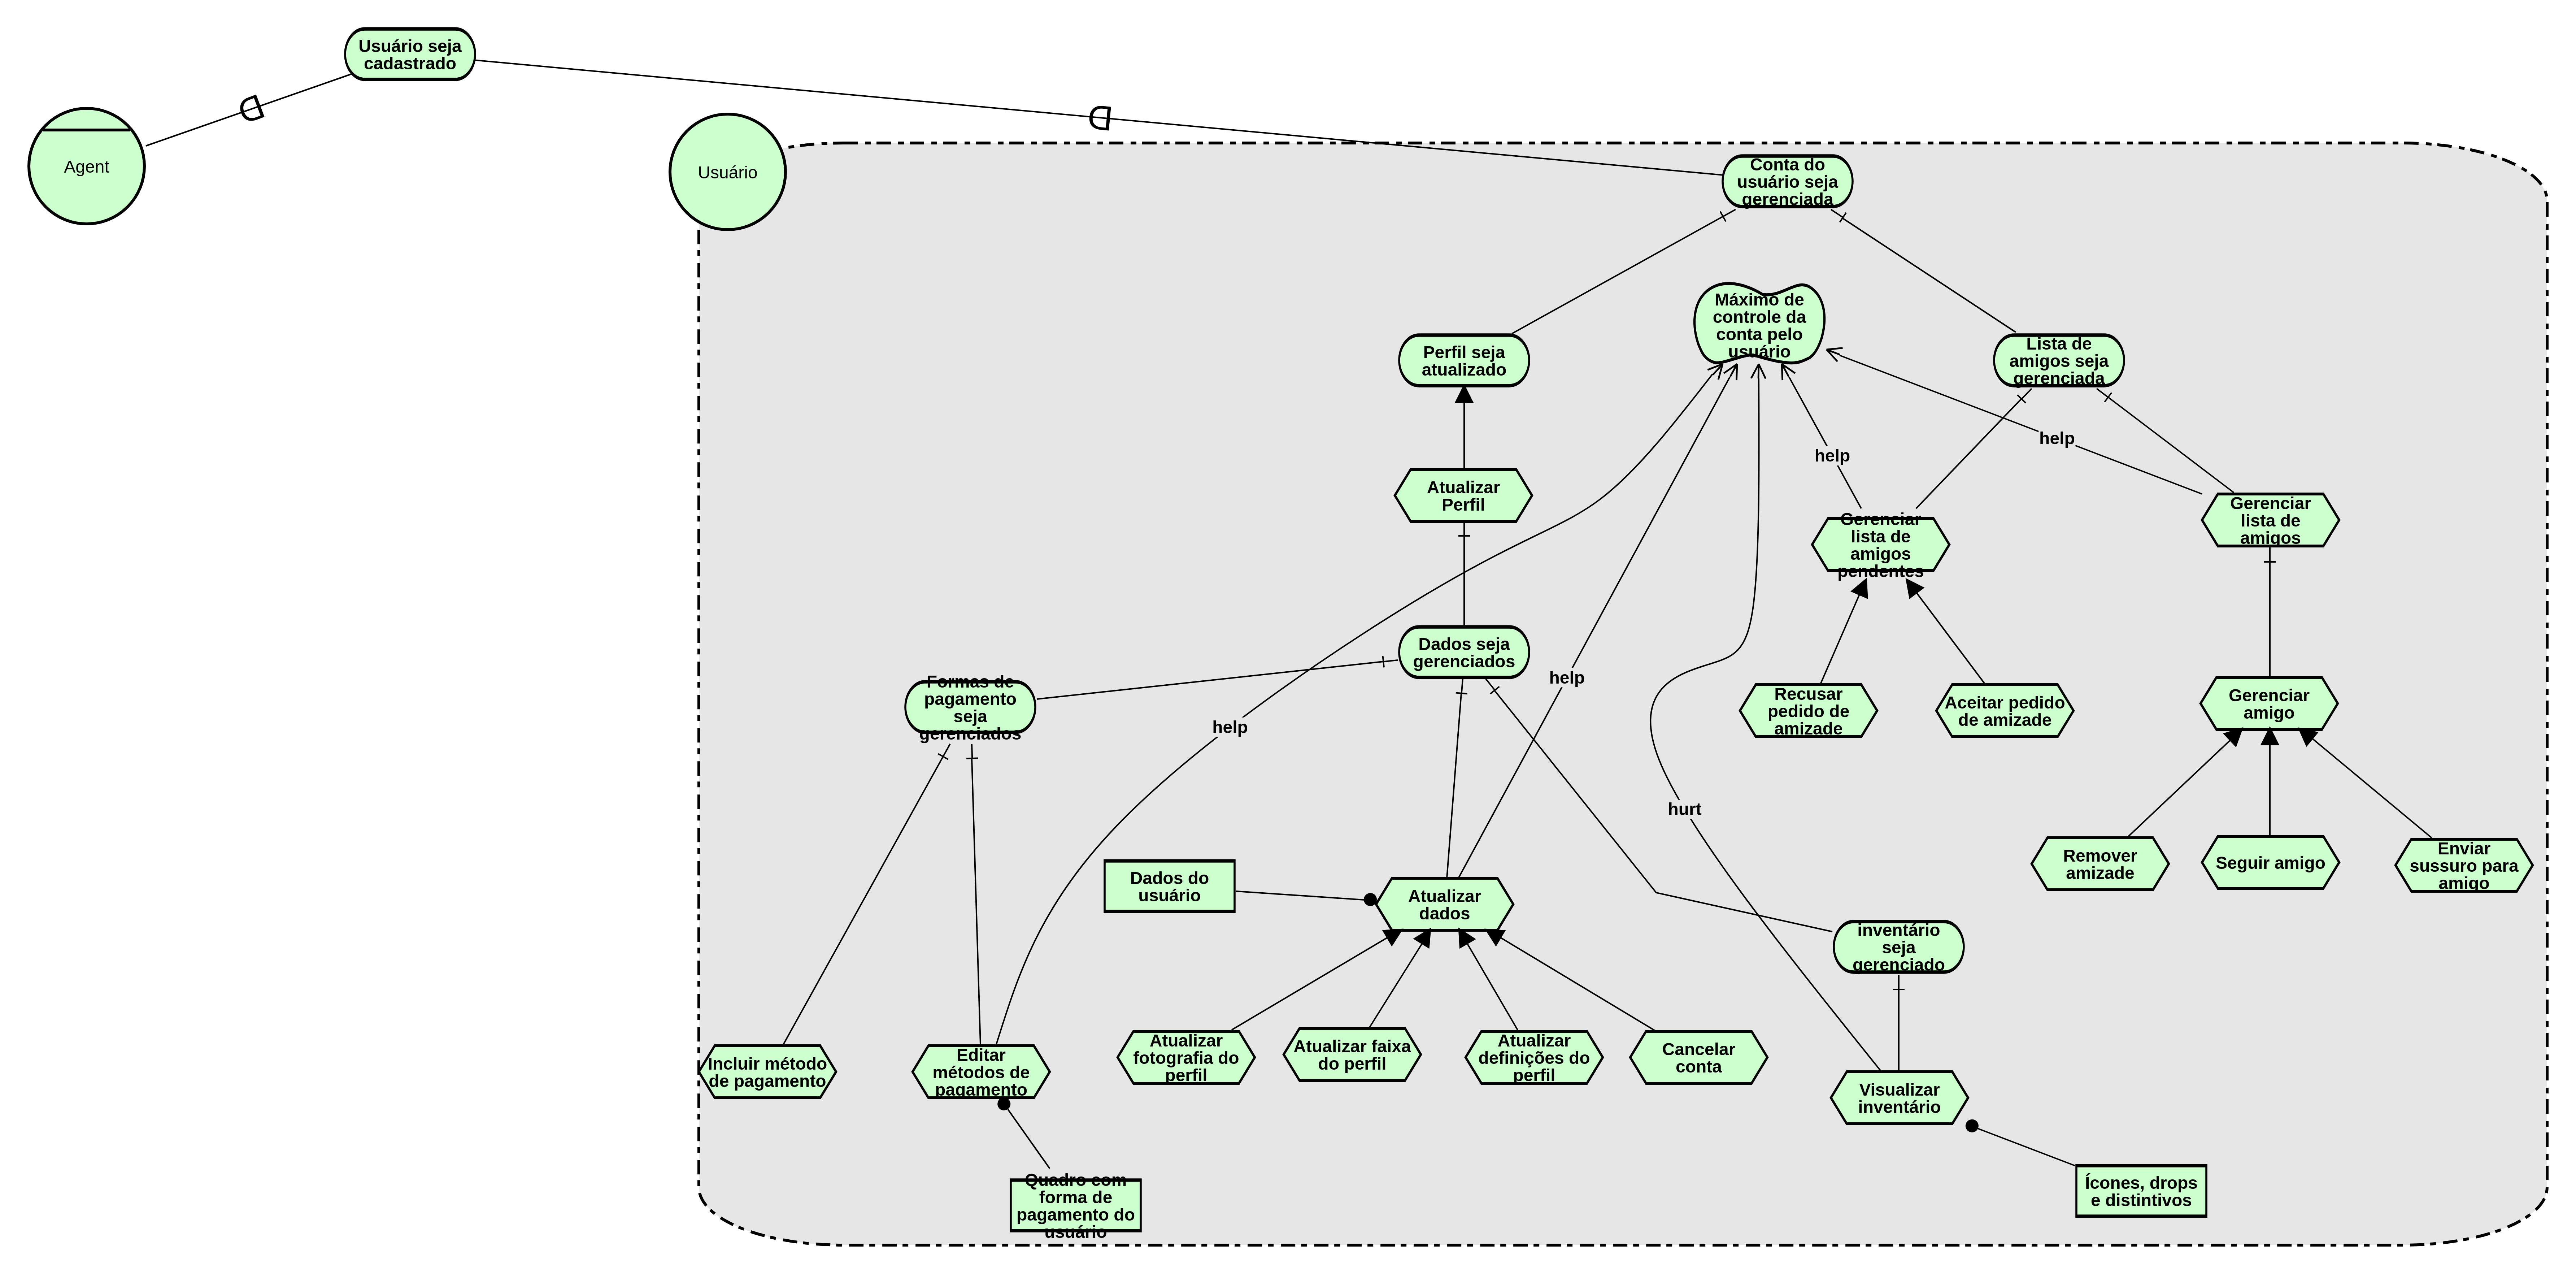 Usuário seja
cadastrado
Agent
Usuário
Conta do
usuário seja
gerenciada
Máximo de
controle da
conta pelo
usuário
Perfil seja
atualizado
Lista de
amigos seja
gerenciada
help
help
Atualizar
Perfil
Gerenciar
lista de
amigos
pendentes
Gerenciar
lista de
amigos
Dados seja
gerenciados
help
Formas de
pagamento
seja
gerenciados
help
Recusar
pedido de
amizade
Aceitar pedido
de amizade
Gerenciar
amigo
hurt
Dados do
usuário
Atualizar
dados
Remover
amizade
Seguir amigo
Enviar
sussuro para
amigo
inventário
seja
gerenciado
Incluir método
de pagamento
Editar
métodos de
pagamento
Atualizar
fotografia do
perfil
Atualizar faixa
do perfil
Atualizar
definições do
perfil
Cancelar
conta
Visualizar
inventário
Quadro com
forma de
pagamento do
usuário
Ícones, drops
e distintivos